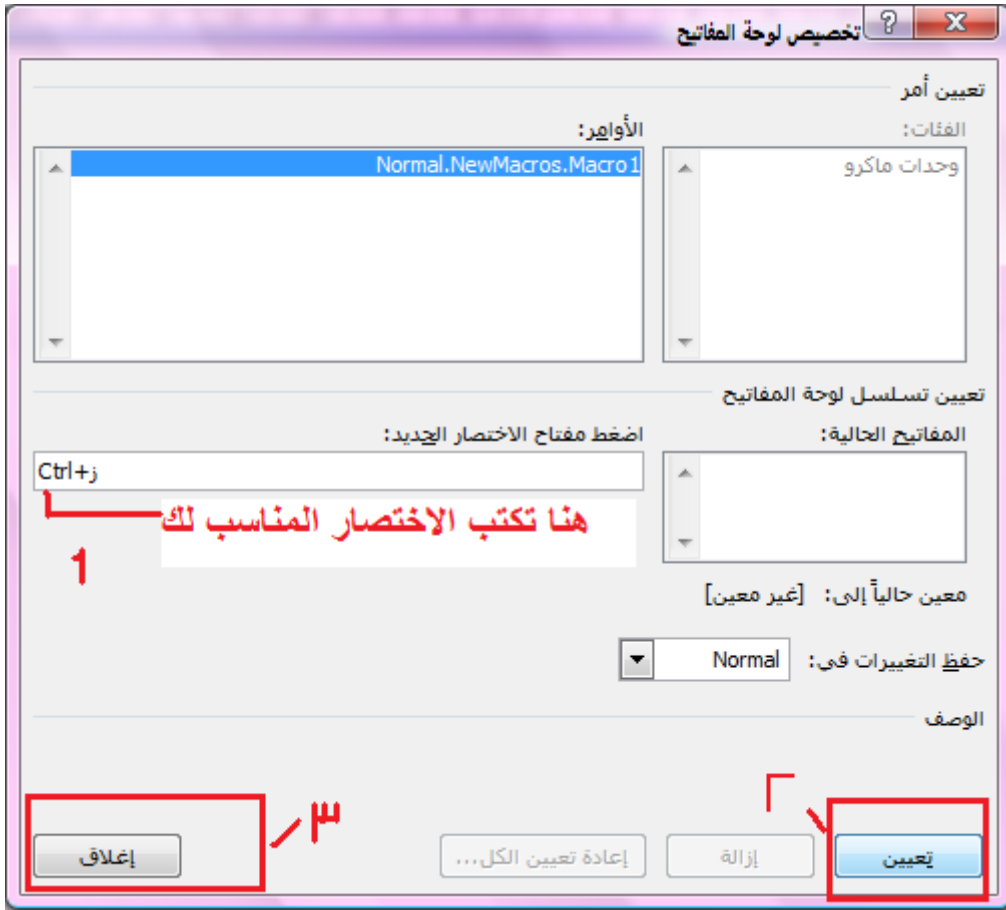 تخصيص لوحة المفاتيح
تعيين أمر
الفئات:
الأوامر:
وحدات ماكرو
Normal.NewMacros.Macro1
تعيين تسلسل لوحة المفاتيح
المفاتيح الحالية:
اضغط مفتاح الاختصار الجديد:
Ctrl+ز
هنا تكتب الاختصار المناسب لك
1
معين حالياً إلى: [غير معين]
حفظ التغييرات في: Normal
الوصف
٢
٣
تعيين
إزالة
إعادة تعيين الكل...
إغلاق